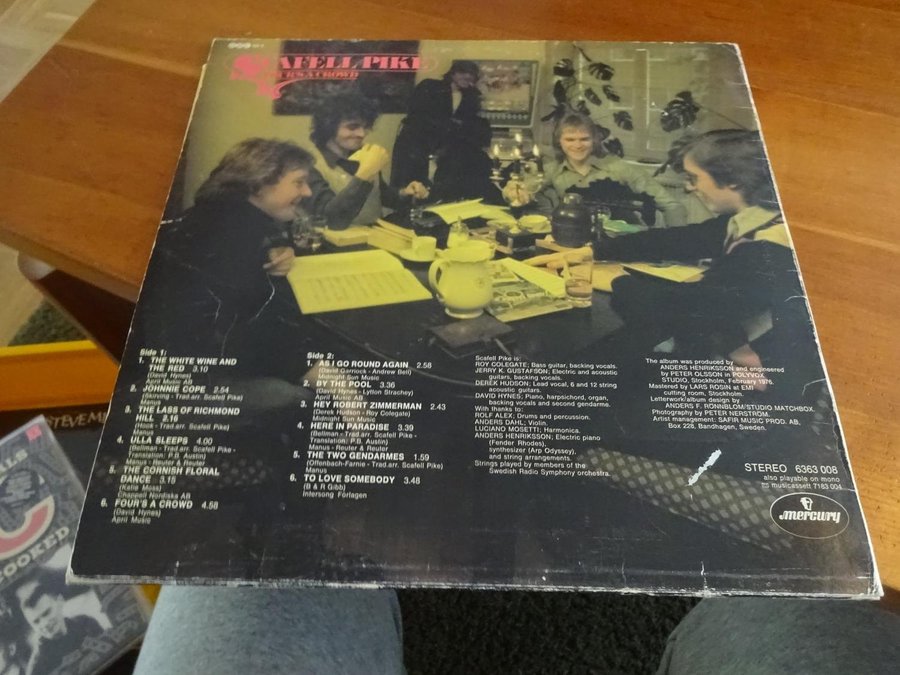 SCAFELL PIKE
FOUR'S A CROWD
Side 1:
1. THE WHITE WINE AND
THE RED 3.10
(David Hynes)
April Music AB
2. JOHNNIE COPE 2.54
(Skirving - Trad.arr. Scafell Pike)
Manus
3. THE LASS OF RICHMOND
HILL 2.16
(Hook - Trad.arr. Scafell Pike)
4. ULLA SLEEPS 4.00
(Bellman - Trad.arr. Scafell Pike -
Translation: P.B. Austin)
Manus - Reuter & Reuter
5. THE CORNISH FLORAL
DANCE 3.15
(Katie Moss)
Chappell Nordiska AB
6. FOUR'S A CROWD 4.58
(David Hynes)
April Music
Side 2:
1. AS I GO ROUND AGAIN 2.58
(David Garriock - Andrew Bell)
Midnight Sun Music
2. BY THE POOL 3.36
(David Hynes - Lytton Strachey)
April Music AB
3. HEY ROBERT ZIMMERMAN 2.43
(Derek Hudson - Roy Colegate)
Midnight Sun Music
4. HERE IN PARADISE 3.39
(Bellman - Trad.arr. Scafell Pike -
Translation: P.B. Austin)
Manus - Reuter & Reuter
5. THE TWO GENDARMES 1.59
(Offenbach-Farnie - Trad.arr. Scafell Pike)
Manus
6. TO LOVE SOMEBODY 3.48
(B & R Gibb)
Intersong Förlagen
Scafell Pike is:
ROY COLEGATE; Bass guitar, backing vocals.
JERRY K. GUSTAFSON; Electric and acoustic
guitars, backing vocals.
DEREK HUDSON; Lead vocal, 6 and 12 string
acoustic guitars.
DAVID HYNES; Piano, harpsichord, organ,
backing vocals and second gendarme.
With thanks to:
ROLF ALEX; Drums and percussion.
ANDERS DAHL; Violin.
LUCIANO MOSETTI; Harmonica.
ANDERS HENRIKSSON; Electric piano
(Fender Rhodes),
synthesizer (Arp Odyssey),
and string arrangements.
Strings played by members of the
Swedish Radio Symphony orchestra.
The album was produced by
ANDERS HENRIKSSON and engineered
by PETER OLSSON in POLYVOX
STUDIO, Stockholm, February 1976.
Mastered by LARS ROSIN at EMI
cutting room, Stockholm.
Letterwork/album design by
ANDERS F. RÖNNBLOM/STUDIO MATCHBOX.
Photography by PETER NERSTRÖM.
Artist management: SAFIR MUSIC PROD. AB,
Box 228, Bandhagen, Sweden.
STEREO 6363 008
also playable on mono
musicassett 7183 004
mercury
STEVE MI
ALS
C
COOKED